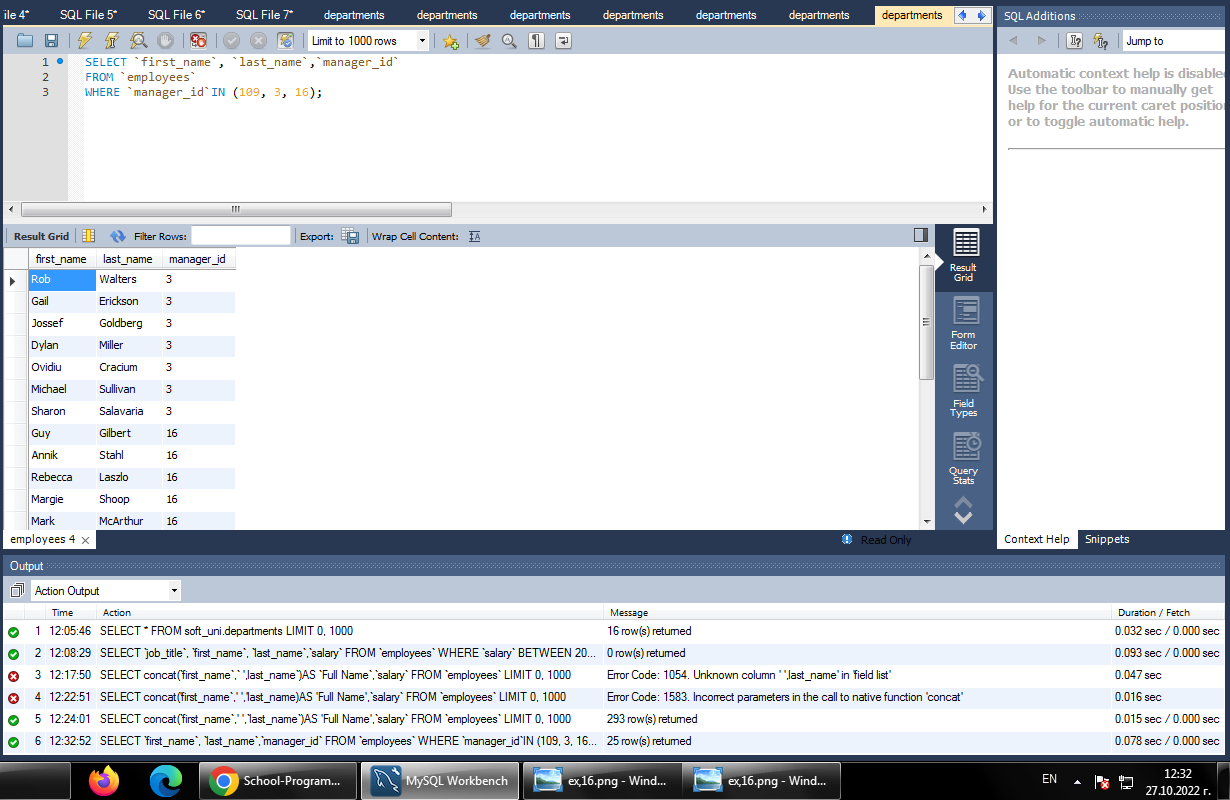 ile 4* SQL File 5* SQL File 6* SQL File 7* departments departments departments departments departments departments departments
SQL Additions
Limit to 1000 rows
Jump to
1 SELECT `first_name`, `last_name`,`manager_id`
2 FROM `employees`
3 WHERE `manager_id`IN (109, 3, 16);
Automatic context help is disabled
Use the toolbar to manually get
help for the current caret position
or to toggle automatic help.
Result Grid Filter Rows: Export: Wrap Cell Content:
first_name last_name manager_id
Rob Walters 3
Gail Erickson 3
Jossef Goldberg 3
Dylan Miller 3
Ovidiu Cracium 3
Michael Sullivan 3
Sharon Salavaria 3
Guy Gilbert 16
Annik Stahl 16
Rebecca Laszlo 16
Margie Shoop 16
Mark McArthur 16
Result
Grid
Form
Editor
Field
Types
Query
Stats
employees 4
Read Only
Context Help Snippets
Output
Action Output
Time Action Message Duration / Fetch
1 12:05:46 SELECT * FROM soft_uni.departments LIMIT 0, 1000 16 row(s) returned 0.032 sec / 0.000 sec
2 12:08:29 SELECT `job_title`, `first_name`, `last_name`,`salary` FROM `employees` WHERE `salary` BETWEEN 20... 0 row(s) returned 0.093 sec / 0.000 sec
3 12:17:50 SELECT concat(`first_name`,` `,`last_name`)AS `Full Name`,`salary` FROM `employees` LIMIT 0, 1000 Error Code: 1054. Unknown column ' ',last_name' in 'field list' 0.047 sec
4 12:22:51 SELECT concat(`first_name`,' ',`last_name)AS 'Full Name',`salary` FROM `employees` LIMIT 0, 1000 Error Code: 1583. Incorrect parameters in the call to native function 'concat' 0.016 sec
5 12:24:01 SELECT concat(`first_name`,' ',`last_name`)AS 'Full Name',`salary` FROM `employees` LIMIT 0, 1000 293 row(s) returned 0.015 sec / 0.000 sec
6 12:32:52 SELECT `first_name`, `last_name`,`manager_id` FROM `employees` WHERE `manager_id`IN (109, 3, 16... 25 row(s) returned 0.078 sec / 0.000 sec
School-Program... MySQL Workbench ex,16.png - Wind... ex,16.png - Wind... EN
12:32
27.10.2022 г.